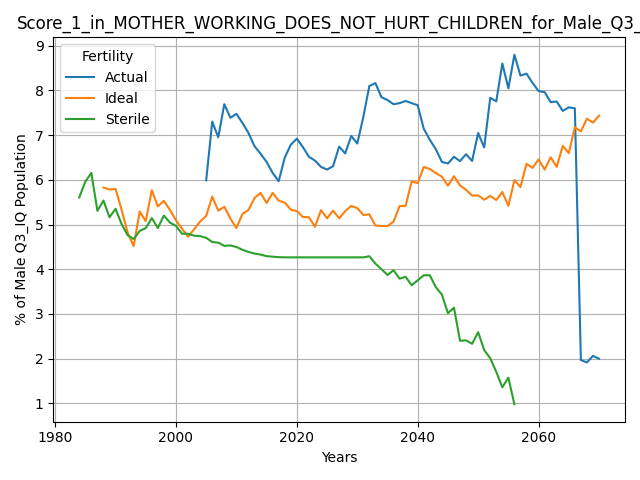 Score_1_in_MOTHER_WORKING_DOES_NOT_HURT_CHILDREN_for_Male_Q3_
Fertility
Actual
Ideal
Sterile
% of Male Q3_IQ Population
9
8
7
6
5
4
3
2
1
1980 2000 2020 2040 2060
Years